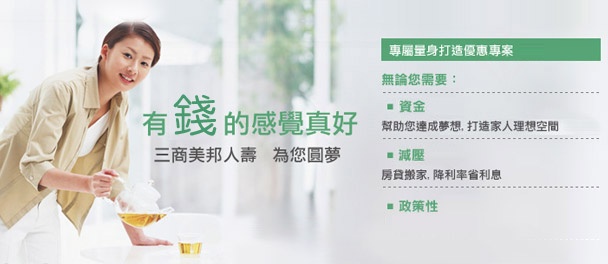 有錢的感覺真好
三商美邦人壽 為您圓夢
專屬量身打造優惠專案
無論您需要：
資金
幫助您達成夢想, 打造家人理想空間
減壓
房貸搬家, 降利率省利息
政策性